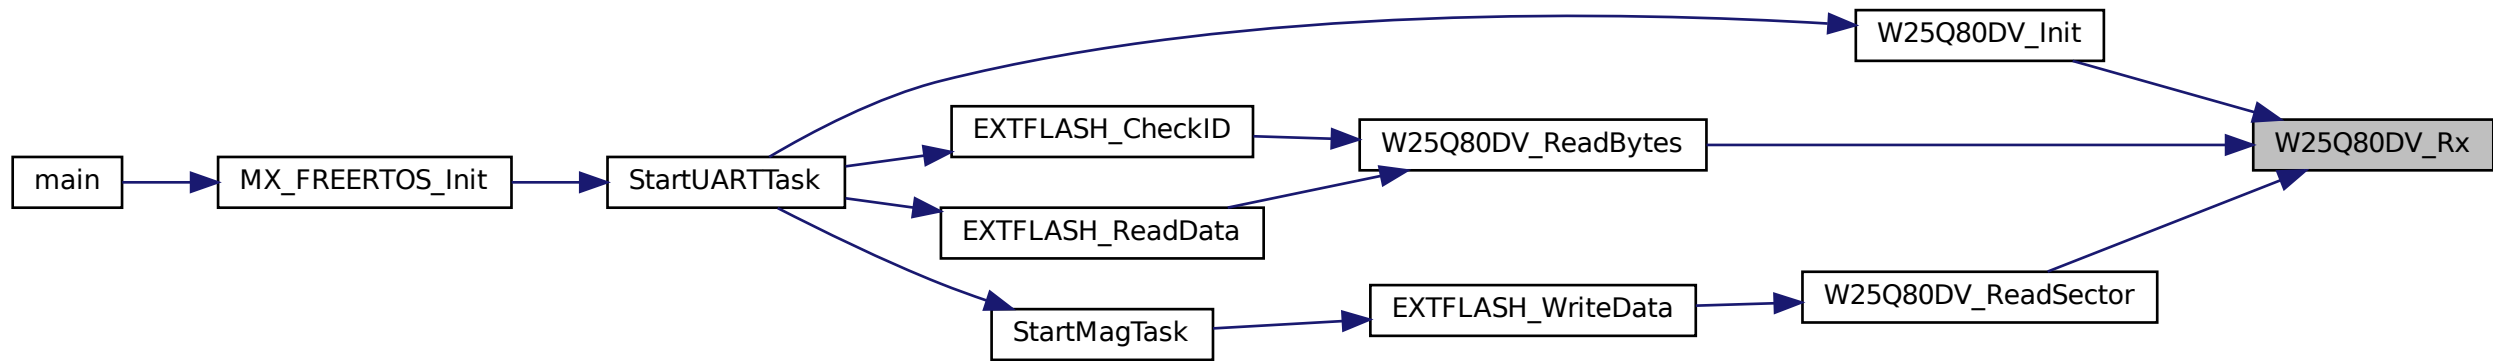 W25Q80DV_Init
EXTFLASH_CheckID
W25Q80DV_ReadBytes
W25Q80DV_Rx
main
MX_FREERTOS_Init
StartUARTTask
EXTFLASH_ReadData
W25Q80DV_ReadSector
EXTFLASH_WriteData
StartMagTask